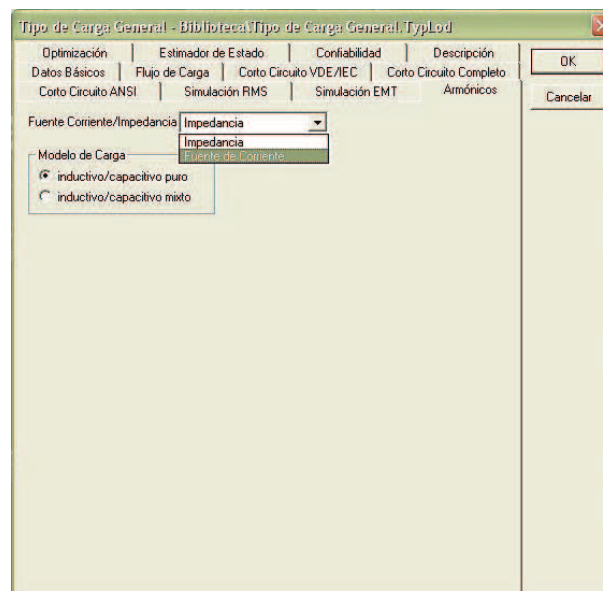 Tipo de Carga General - Biblioteca\Tipo de Carga General.TypLod
Optimización Estimador de Estado Confiabilidad Descripción
Datos Básicos Flujo de Carga Corto Circuito VDE/IEC Corto Circuito Completo
Corto Circuito ANSI Simulación RMS Simulación EMT Armónicos
OK
Cancelar
Fuente Corriente/Impedancia Impedancia
Impedancia
Fuente de Corriente
Modelo de Carga
inductivo/capacitivo puro
inductivo/capacitivo mixto